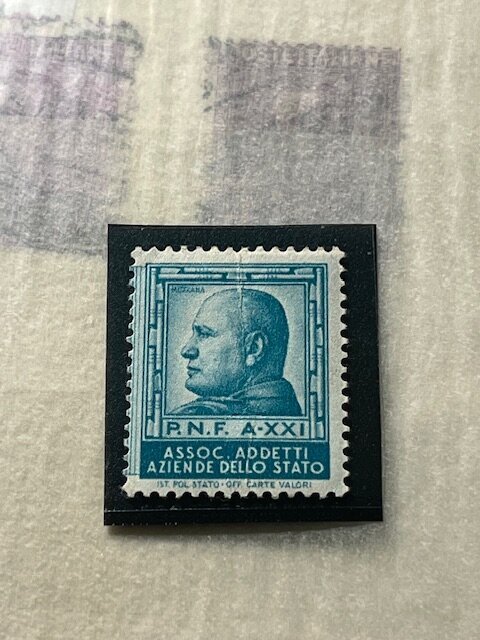 MEZZANA
P.N.F. A·XXI
ASSOC. ADDETTI
AZIENDE DELLO STATO
IST. POL. STATO · OFF. CARTE VALORI